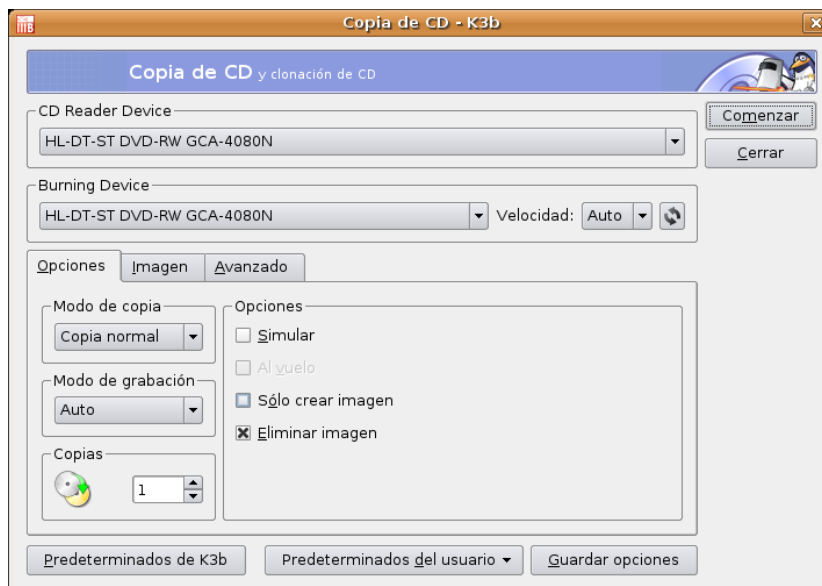 Copia de CD - K3b
Copia de CD y clonación de CD
CD Reader Device
HL-DT-ST DVD-RW GCA-4080N
Comenzar
Cerrar
Burning Device
HL-DT-ST DVD-RW GCA-4080N
Velocidad: Auto
Opciones Imagen Avanzado
Modo de copia
Copia normal
Modo de grabación
Auto
Copias
1
Opciones
Simular
Al vuelo
Sólo crear imagen
Eliminar imagen
Predeterminados de K3b Predeterminados del usuario Guardar opciones